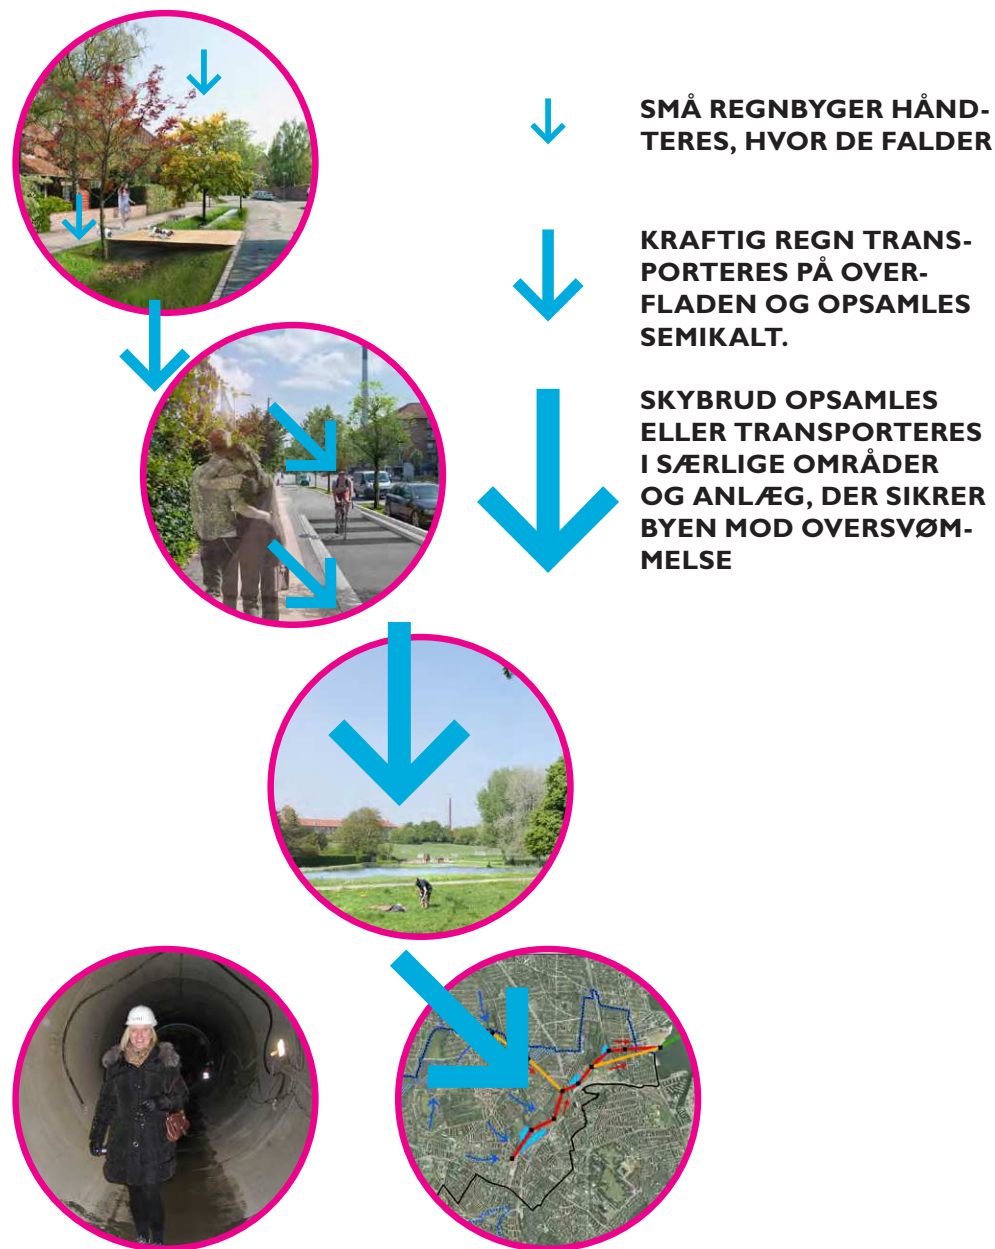 SMÅ REGNBYGER HÅND-
TERES, HVOR DE FALDER
KRAFTIG REGN TRANS-
PORTERES PÅ OVER-
FLADEN OG OPSAMLES
SEMIKALT.
SKYBRUD OPSAMLES
ELLER TRANSPORTERES
I SÆRLIGE OMRÅDER
OG ANLÆG, DER SIKRER
BYEN MOD OVERSVØM-
MELSE